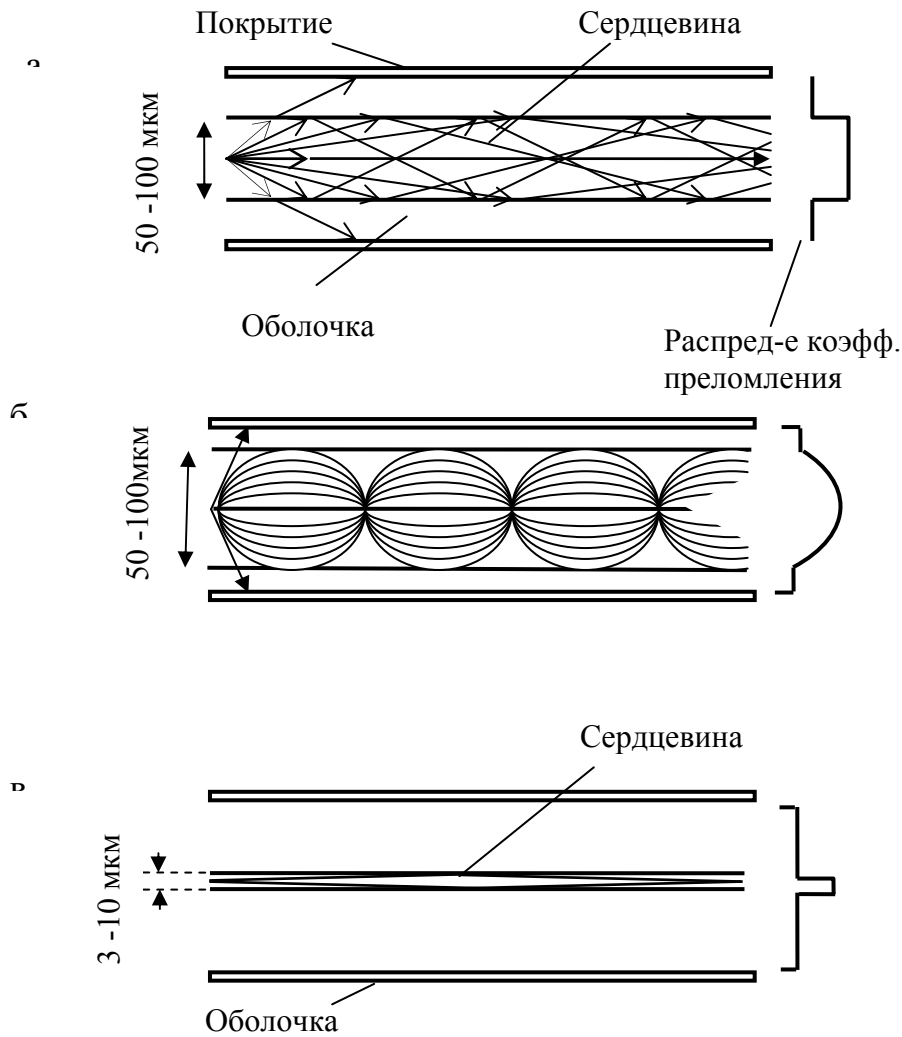 Покрытие
Сердцевина
50 -100 мкм
Оболочка
Распред-е коэфф.
преломления
б
50 -100мкм
Сердцевина
в
3 -10 мкм
Оболочка